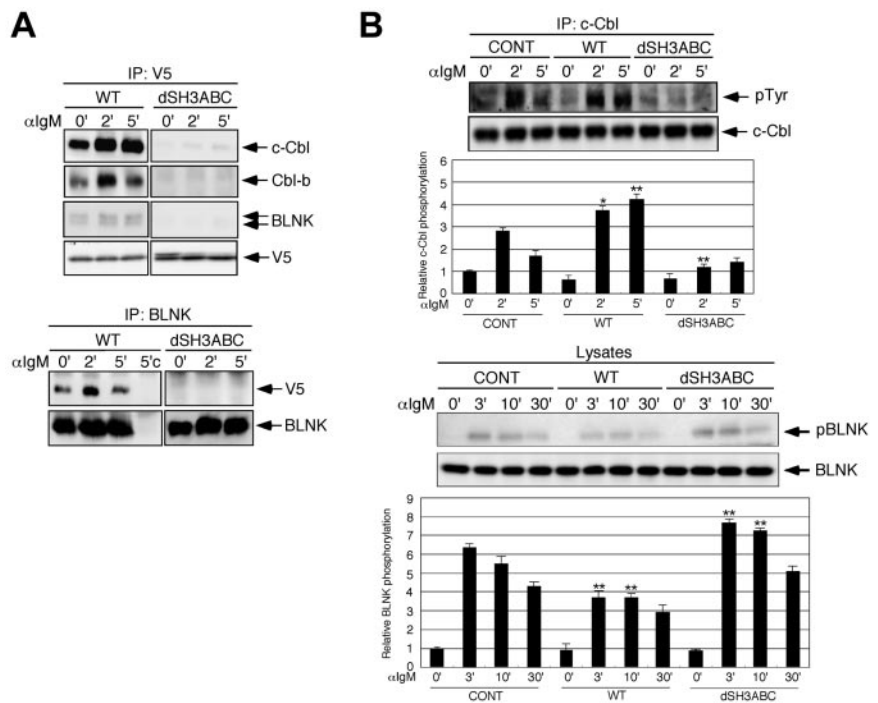 A
IP: V5
WT dSH3ABC
αIgM 0' 2' 5' 0' 2' 5'
c-Cbl
Cbl-b
BLNK
V5
IP: BLNK
WT dSH3ABC
αIgM 0' 2' 5' 5'c 0' 2' 5'
V5
BLNK
B
IP: c-Cbl
CONT WT dSH3ABC
αIgM 0' 2' 5' 0' 2' 5' 0' 2' 5'
pTyr
c-Cbl
Relative c-Cbl phosphorylation
6
5
4
3
2
1
0
* ** **
αIgM 0' 2' 5' 0' 2' 5' 0' 2' 5'
CONT WT dSH3ABC
Lysates
CONT WT dSH3ABC
αIgM 0' 3' 10' 30' 0' 3' 10' 30' 0' 3' 10' 30'
pBLNK
BLNK
Relative BLNK phosphorylation
9
8
7
6
5
4
3
2
1
0
** ** ** **
αIgM 0' 3' 10' 30' 0' 3' 10' 30' 0' 3' 10' 30'
CONT WT dSH3ABC